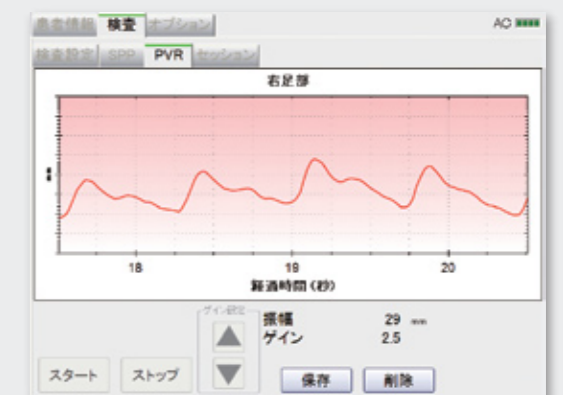 患者情報 検査 オプション AC
検査設定 SPP PVR セッション
右足部
18 19 20
経過時間(秒)
ゲイン設定
振幅 29 mm
ゲイン 2.5
スタート ストップ 保存 削除